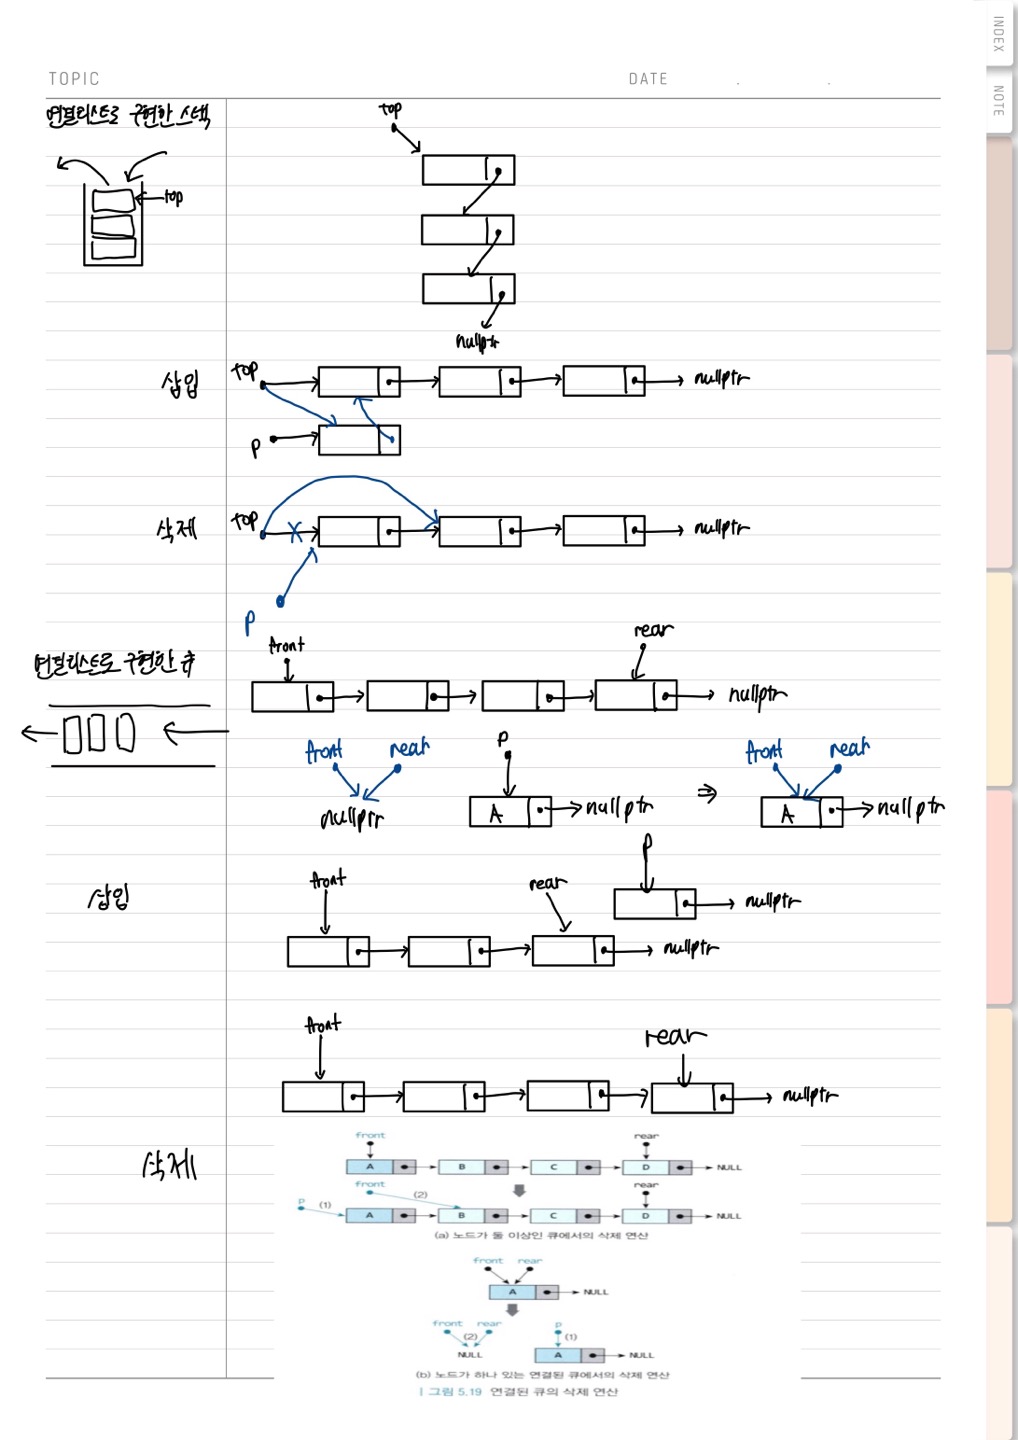 INDEX
NOTE
TOPIC
DATE . .
연결리스트로 구현한 스택
top
top
nullptr
삽입
top
nullptr
p
삭제
top
nullptr
p
연결리스트로 구현한 큐
front
rear
nullptr
front rear
nullptr
p
A
nullptr
⇒
front rear
A
nullptr
삽입
front
rear
p
nullptr
nullptr
front
rear
nullptr
삭제
front rear
A B C D NULL
front (2) rear
p (1)
A B C D NULL
(a) 노드가 둘 이상인 큐에서의 삭제 연산
front rear
A NULL
front rear p
(2) (1)
NULL A NULL
(b) 노드가 하나 있는 연결된 큐에서의 삭제 연산
| 그림 5.19 연결된 큐의 삭제 연산